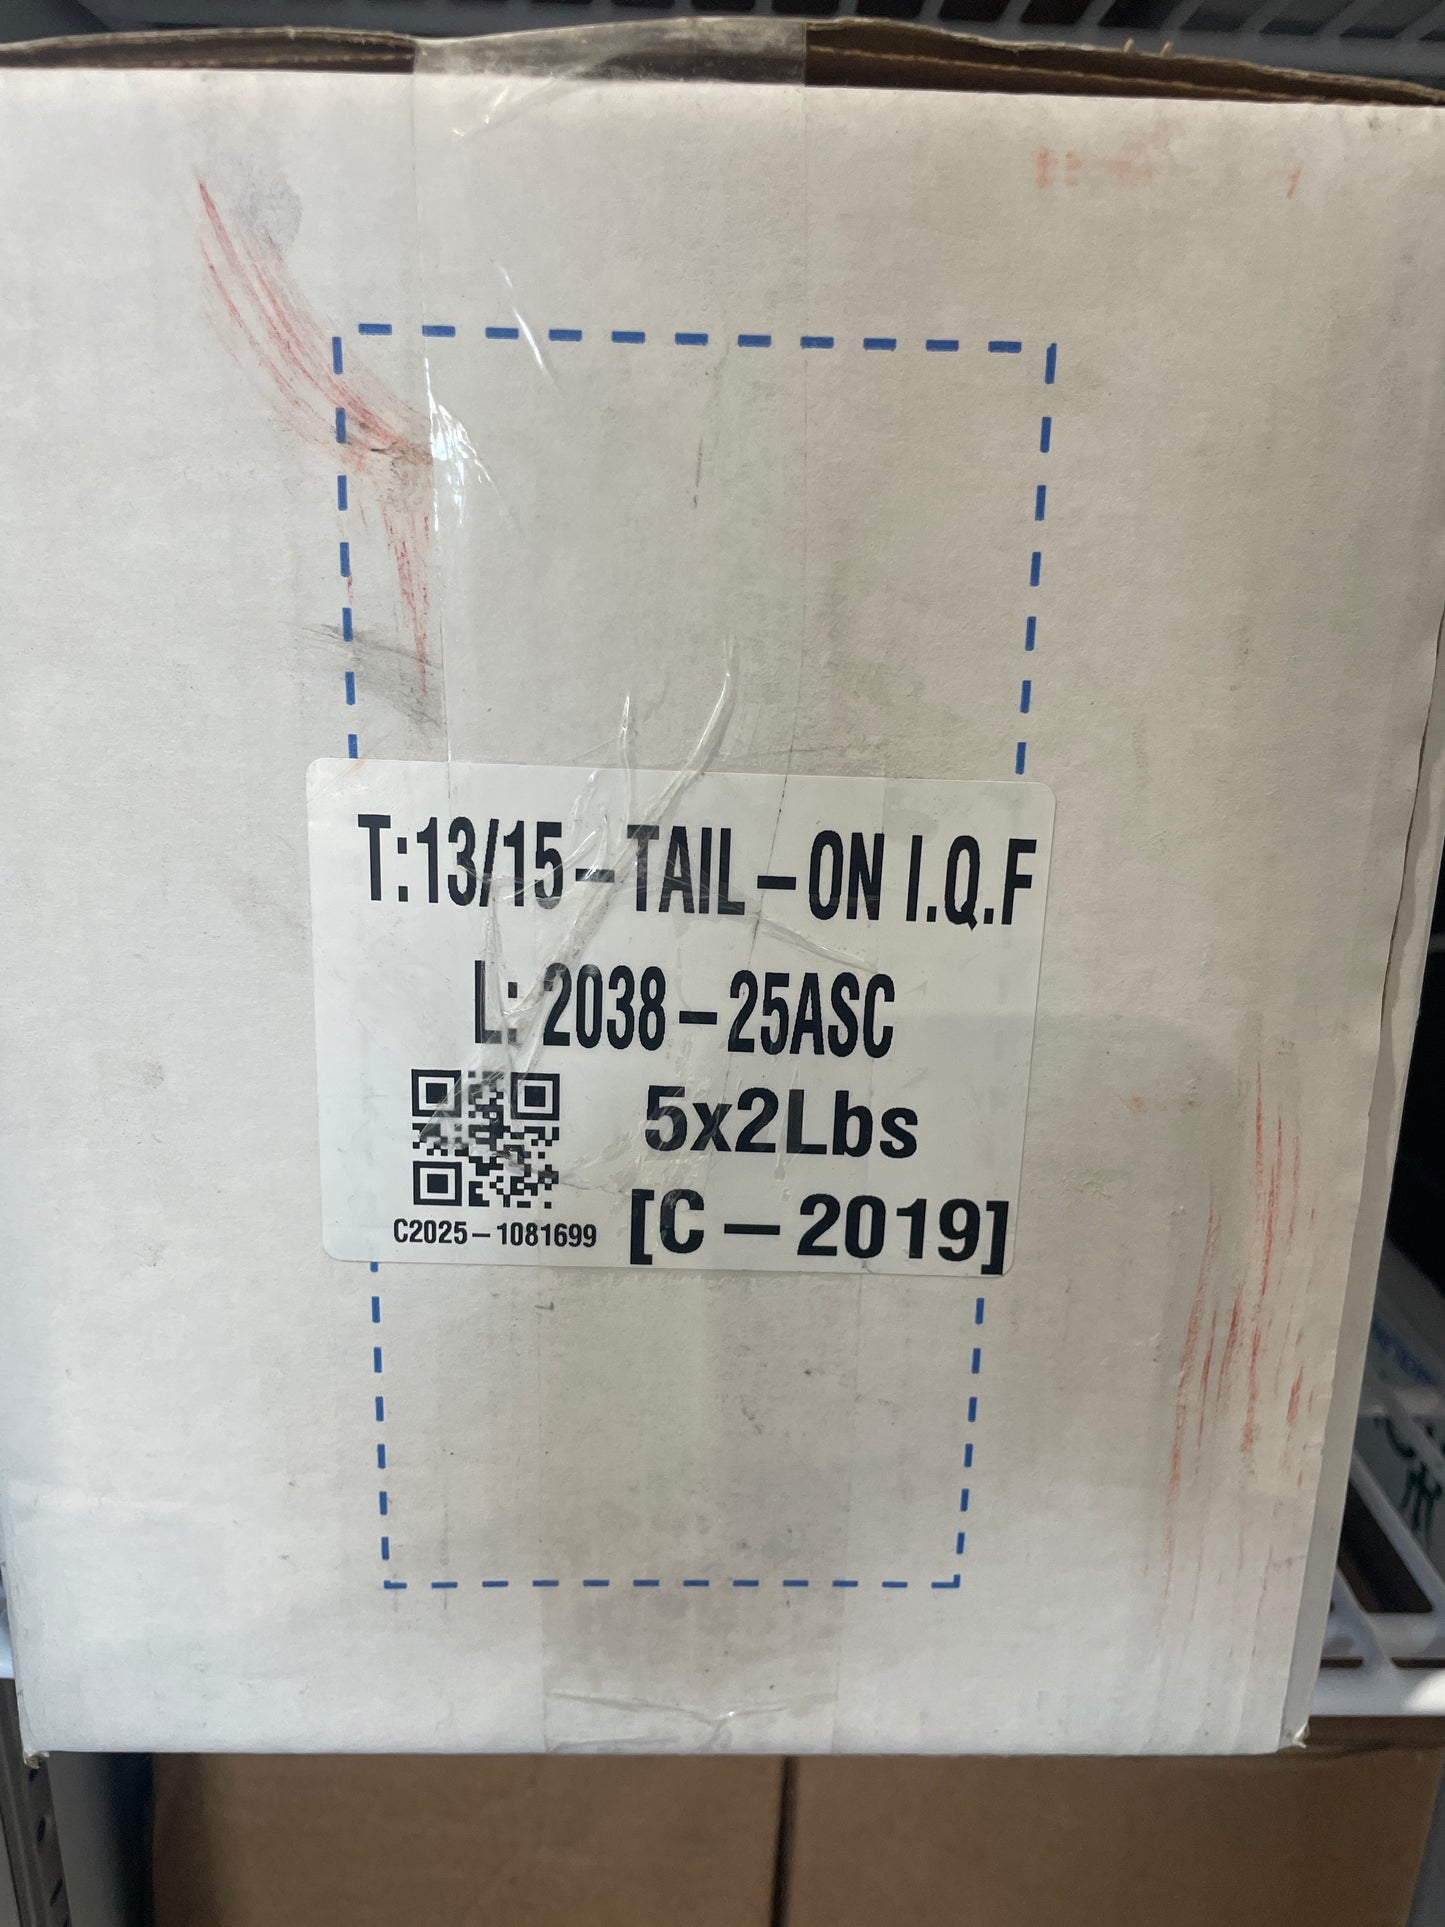 T:13/15-TAIL-ON I.Q.F
L: 2038-25ASC
5x2Lbs
C2025-1081699
[C-2019]